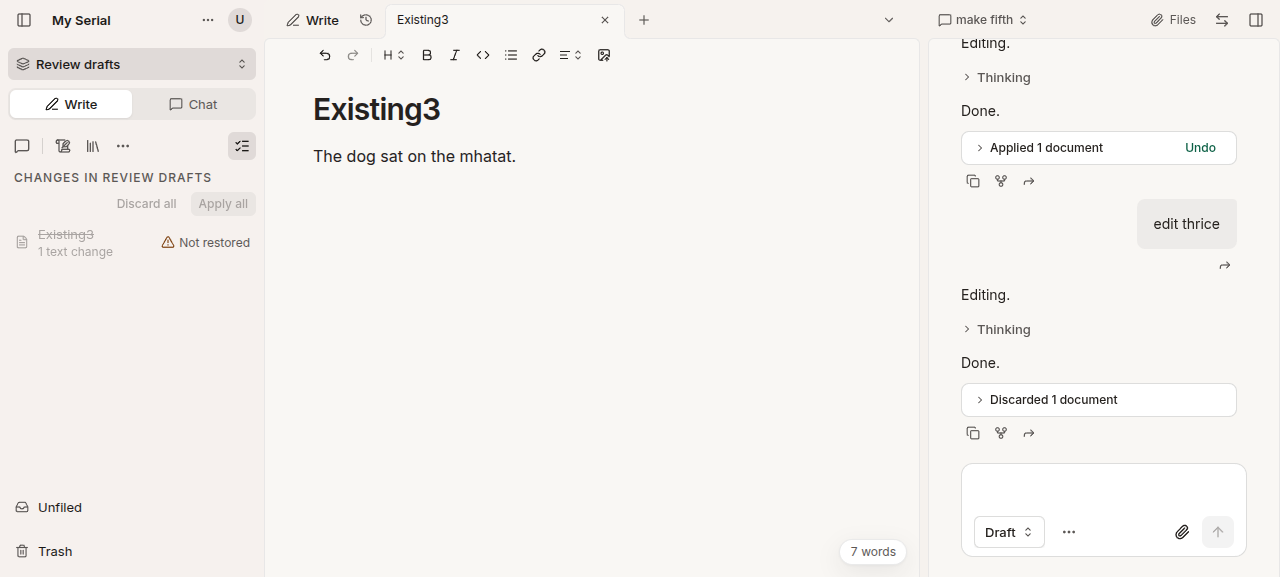 My Serial
U
Review drafts
Write
Chat
CHANGES IN REVIEW DRAFTS
Discard all
Apply all
Existing3
1 text change
Not restored
Unfiled
Trash
Write
Existing3
H
B
I
Existing3
The dog sat on the mhatat.
7 words
make fifth
Files
Editing.
Thinking
Done.
Applied 1 document
Undo
edit thrice
Editing.
Thinking
Done.
Discarded 1 document
Draft